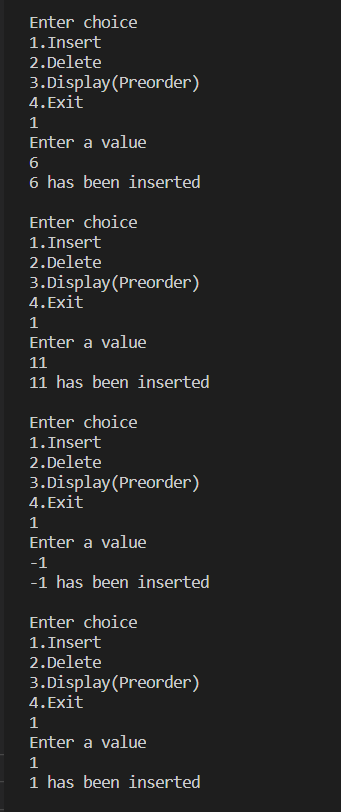 Enter choice
1.Insert
2.Delete
3.Display(Preorder)
4.Exit
1
Enter a value
6
6 has been inserted
Enter choice
1.Insert
2.Delete
3.Display(Preorder)
4.Exit
1
Enter a value
11
11 has been inserted
Enter choice
1.Insert
2.Delete
3.Display(Preorder)
4.Exit
1
Enter a value
-1
-1 has been inserted
Enter choice
1.Insert
2.Delete
3.Display(Preorder)
4.Exit
1
Enter a value
1
1 has been inserted